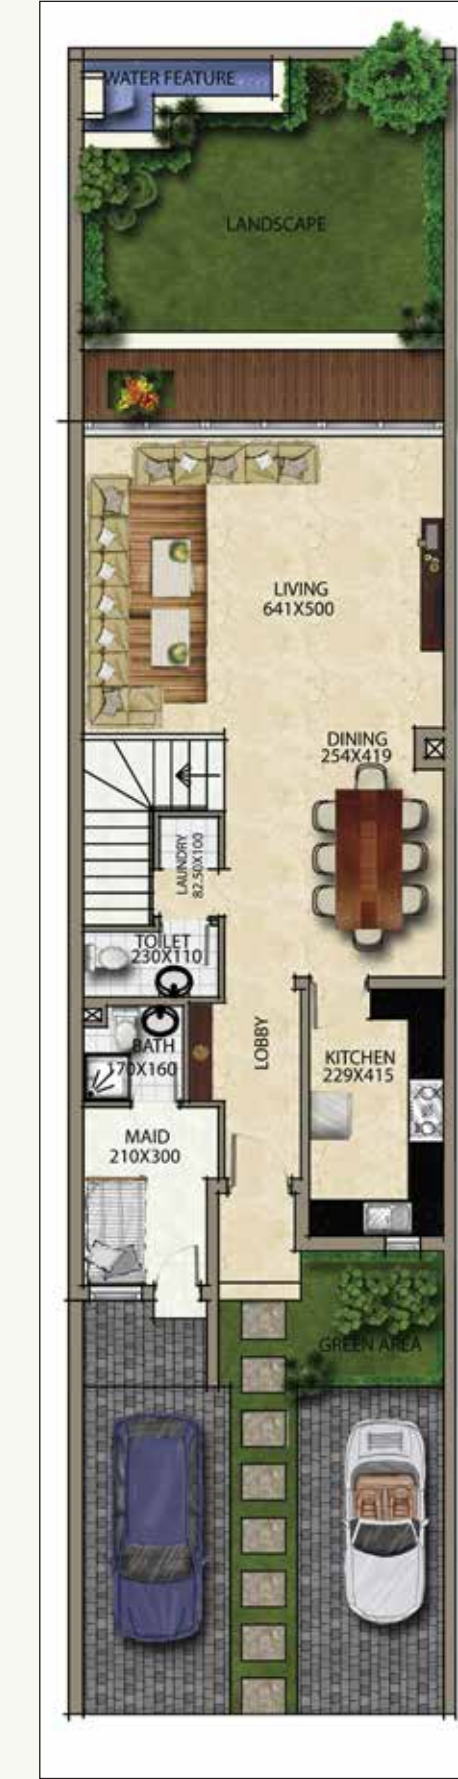 WATER FEATURE
LANDSCAPE
LIVING
641X500
DINING
254X419
LAUNDRY
82.50X100
TOILET
230X110
LOBBY
BATH
170X160
KITCHEN
229X415
MAID
210X300
GREEN AREA